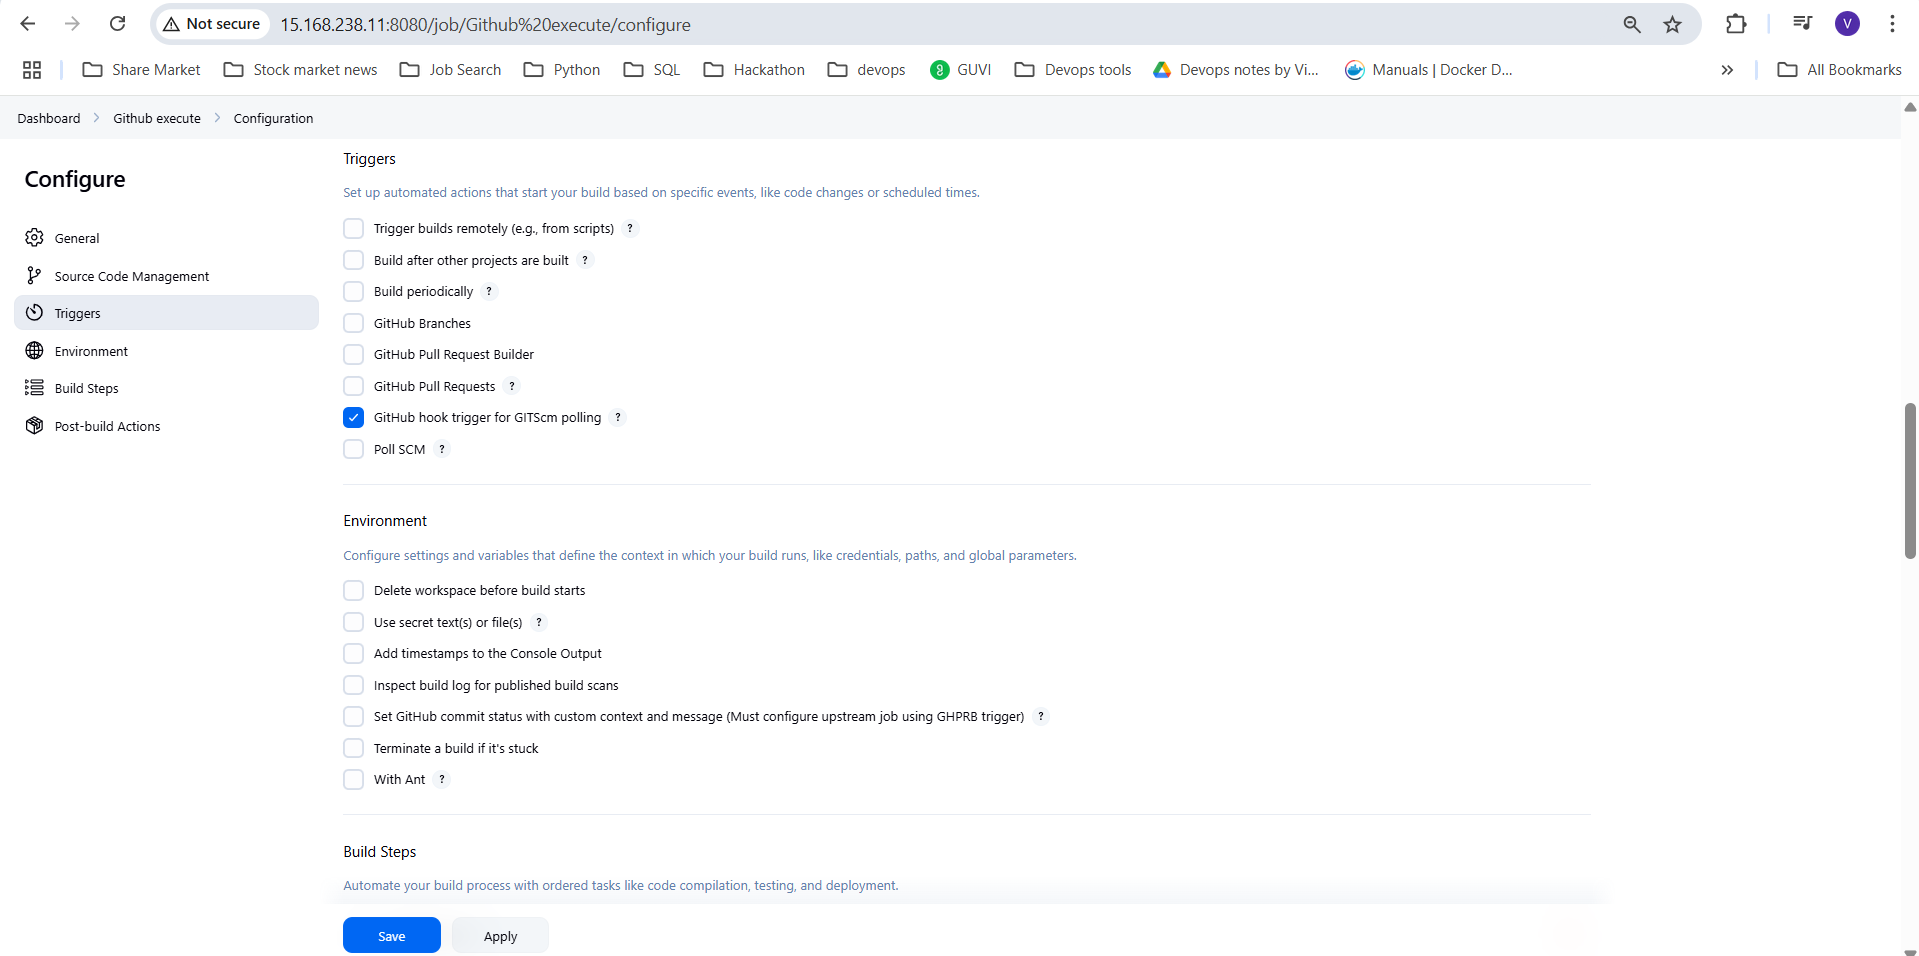 Not secure 15.168.238.11:8080/job/Github%20execute/configure V
Share Market Stock market news Job Search Python SQL Hackathon devops GUVI Devops tools Devops notes by Vi... Manuals | Docker D... » All Bookmarks
Dashboard > Github execute > Configuration
Configure
General
Source Code Management
Triggers
Environment
Build Steps
Post-build Actions
Triggers
Set up automated actions that start your build based on specific events, like code changes or scheduled times.
Trigger builds remotely (e.g., from scripts) ?
Build after other projects are built ?
Build periodically ?
GitHub Branches
GitHub Pull Request Builder
GitHub Pull Requests ?
GitHub hook trigger for GITScm polling ?
Poll SCM ?
Environment
Configure settings and variables that define the context in which your build runs, like credentials, paths, and global parameters.
Delete workspace before build starts
Use secret text(s) or file(s) ?
Add timestamps to the Console Output
Inspect build log for published build scans
Set GitHub commit status with custom context and message (Must configure upstream job using GHPRB trigger) ?
Terminate a build if it's stuck
With Ant ?
Build Steps
Automate your build process with ordered tasks like code compilation, testing, and deployment.
Save Apply